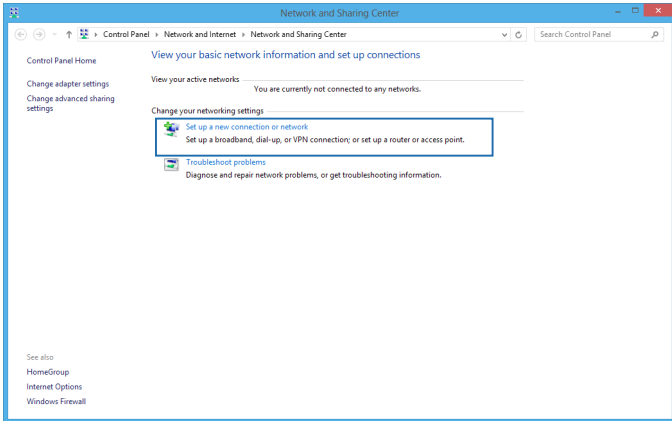 Network and Sharing Center
Control Panel ▸ Network and Internet ▸ Network and Sharing Center
Search Control Panel
Control Panel Home
Change adapter settings
Change advanced sharing
settings
View your basic network information and set up connections
View your active networks
You are currently not connected to any networks.
Change your networking settings
Set up a new connection or network
Set up a broadband, dial-up, or VPN connection; or set up a router or access point.
Troubleshoot problems
Diagnose and repair network problems, or get troubleshooting information.
See also
HomeGroup
Internet Options
Windows Firewall